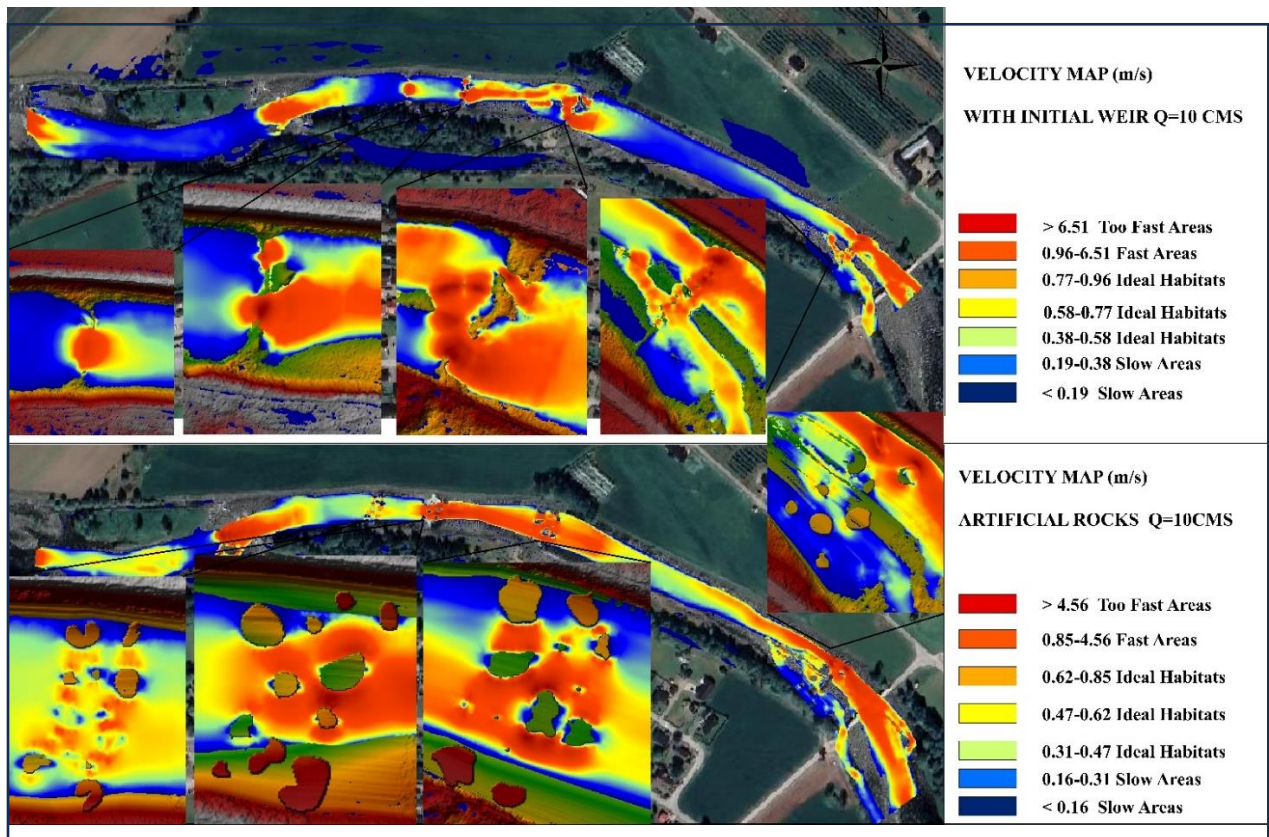 VELOCITY MAP (m/s)
WITH INITIAL WEIR Q=10 CMS
> 6.51 Too Fast Areas
0.96-6.51 Fast Areas
0.77-0.96 Ideal Habitats
0.58-0.77 Ideal Habitats
0.38-0.58 Ideal Habitats
0.19-0.38 Slow Areas
< 0.19 Slow Areas
VELOCITY MAP (m/s)
ARTIFICIAL ROCKS Q=10CMS
> 4.56 Too Fast Areas
0.85-4.56 Fast Areas
0.62-0.85 Ideal Habitats
0.47-0.62 Ideal Habitats
0.31-0.47 Ideal Habitats
0.16-0.31 Slow Areas
< 0.16 Slow Areas